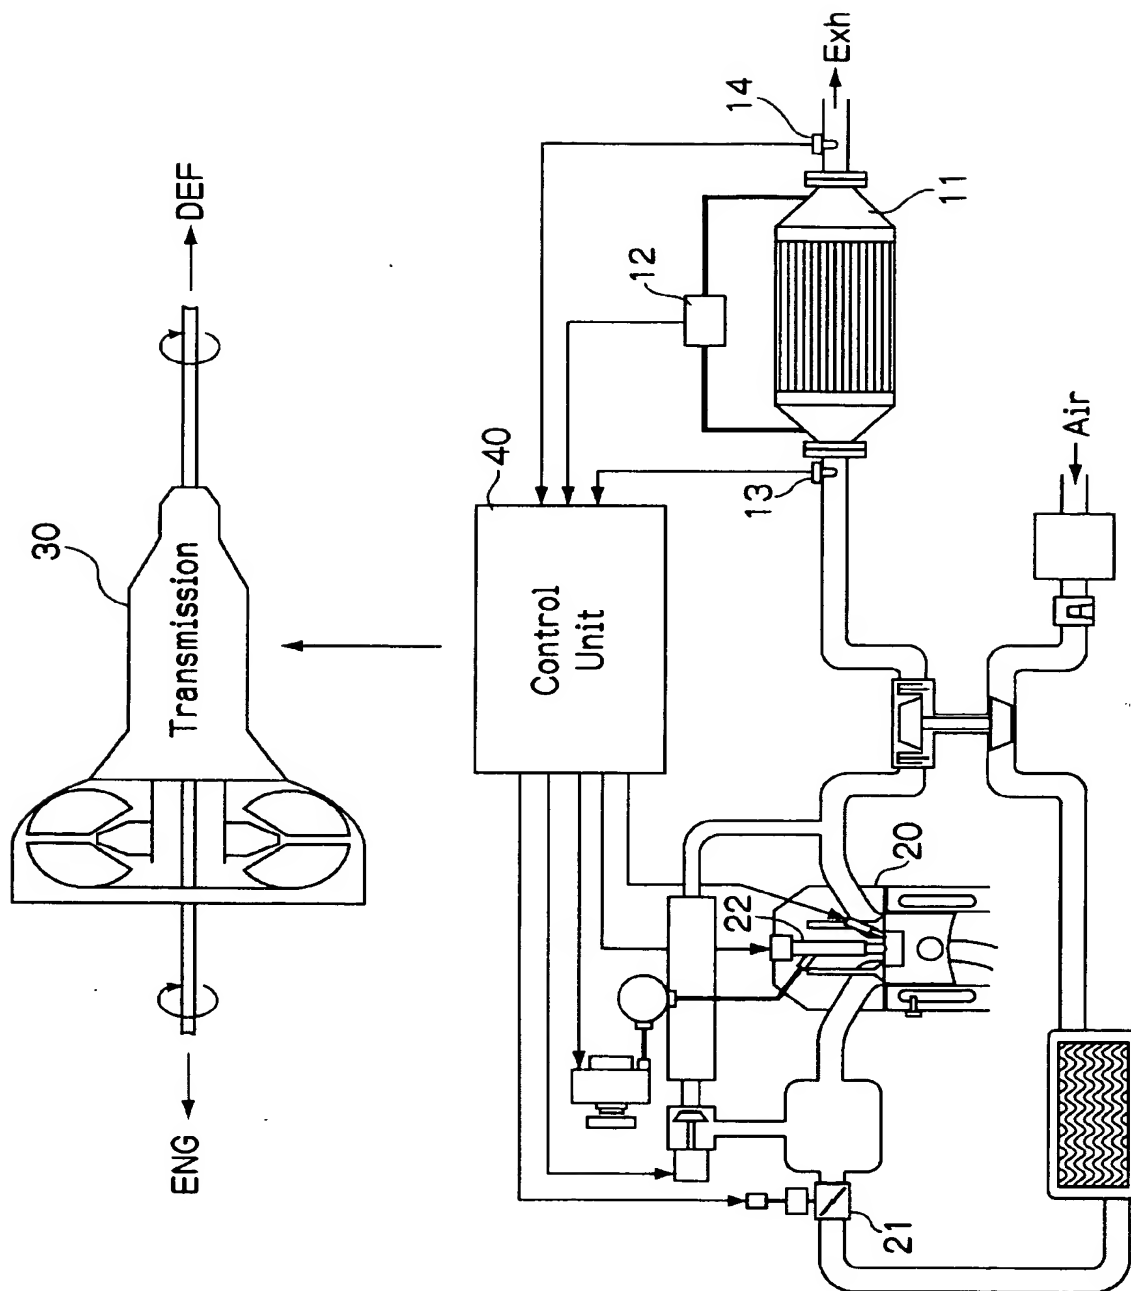 30
ENG
Transmission
DEF
40
Control
Unit
12
14
Exh
11
13
22
20
21
Air